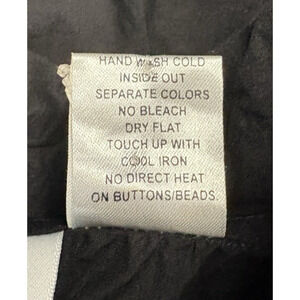 HAND WASH COLD
INSIDE OUT
SEPARATE COLORS
NO BLEACH
DRY FLAT
TOUCH UP WITH
COOL IRON
NO DIRECT HEAT
ON BUTTONS/BEADS.